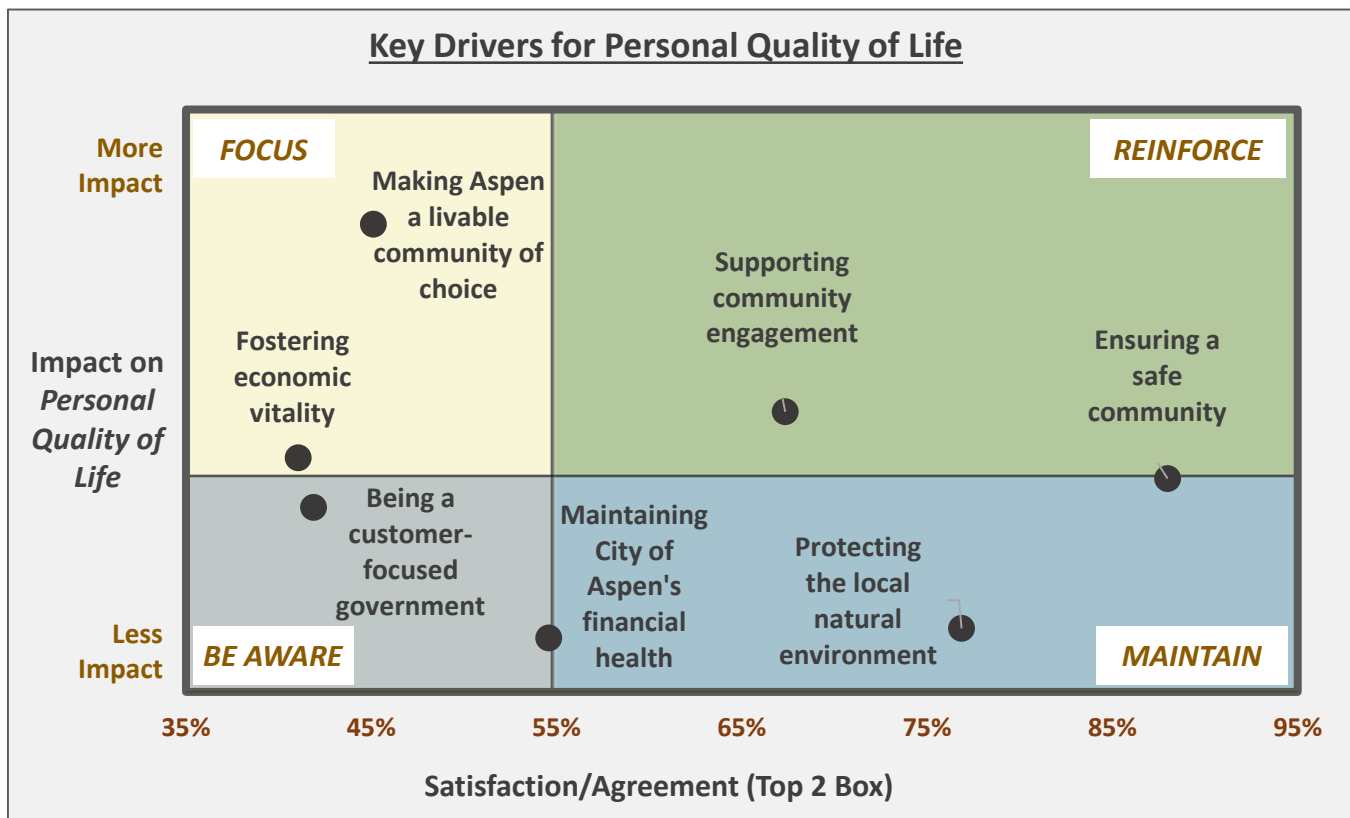 Key Drivers for Personal Quality of Life
More
Impact
FOCUS
REINFORCE
Making Aspen
a livable
community of
choice
Supporting
community
engagement
Fostering
economic
vitality
Ensuring a
safe
community
Impact on
Personal
Quality of
Life
Being a
customer-
focused
government
Maintaining
City of
Aspen's
financial
health
Protecting
the local
natural
environment
Less
Impact
BE AWARE
MAINTAIN
35%
45%
55%
65%
75%
85%
95%
Satisfaction/Agreement (Top 2 Box)